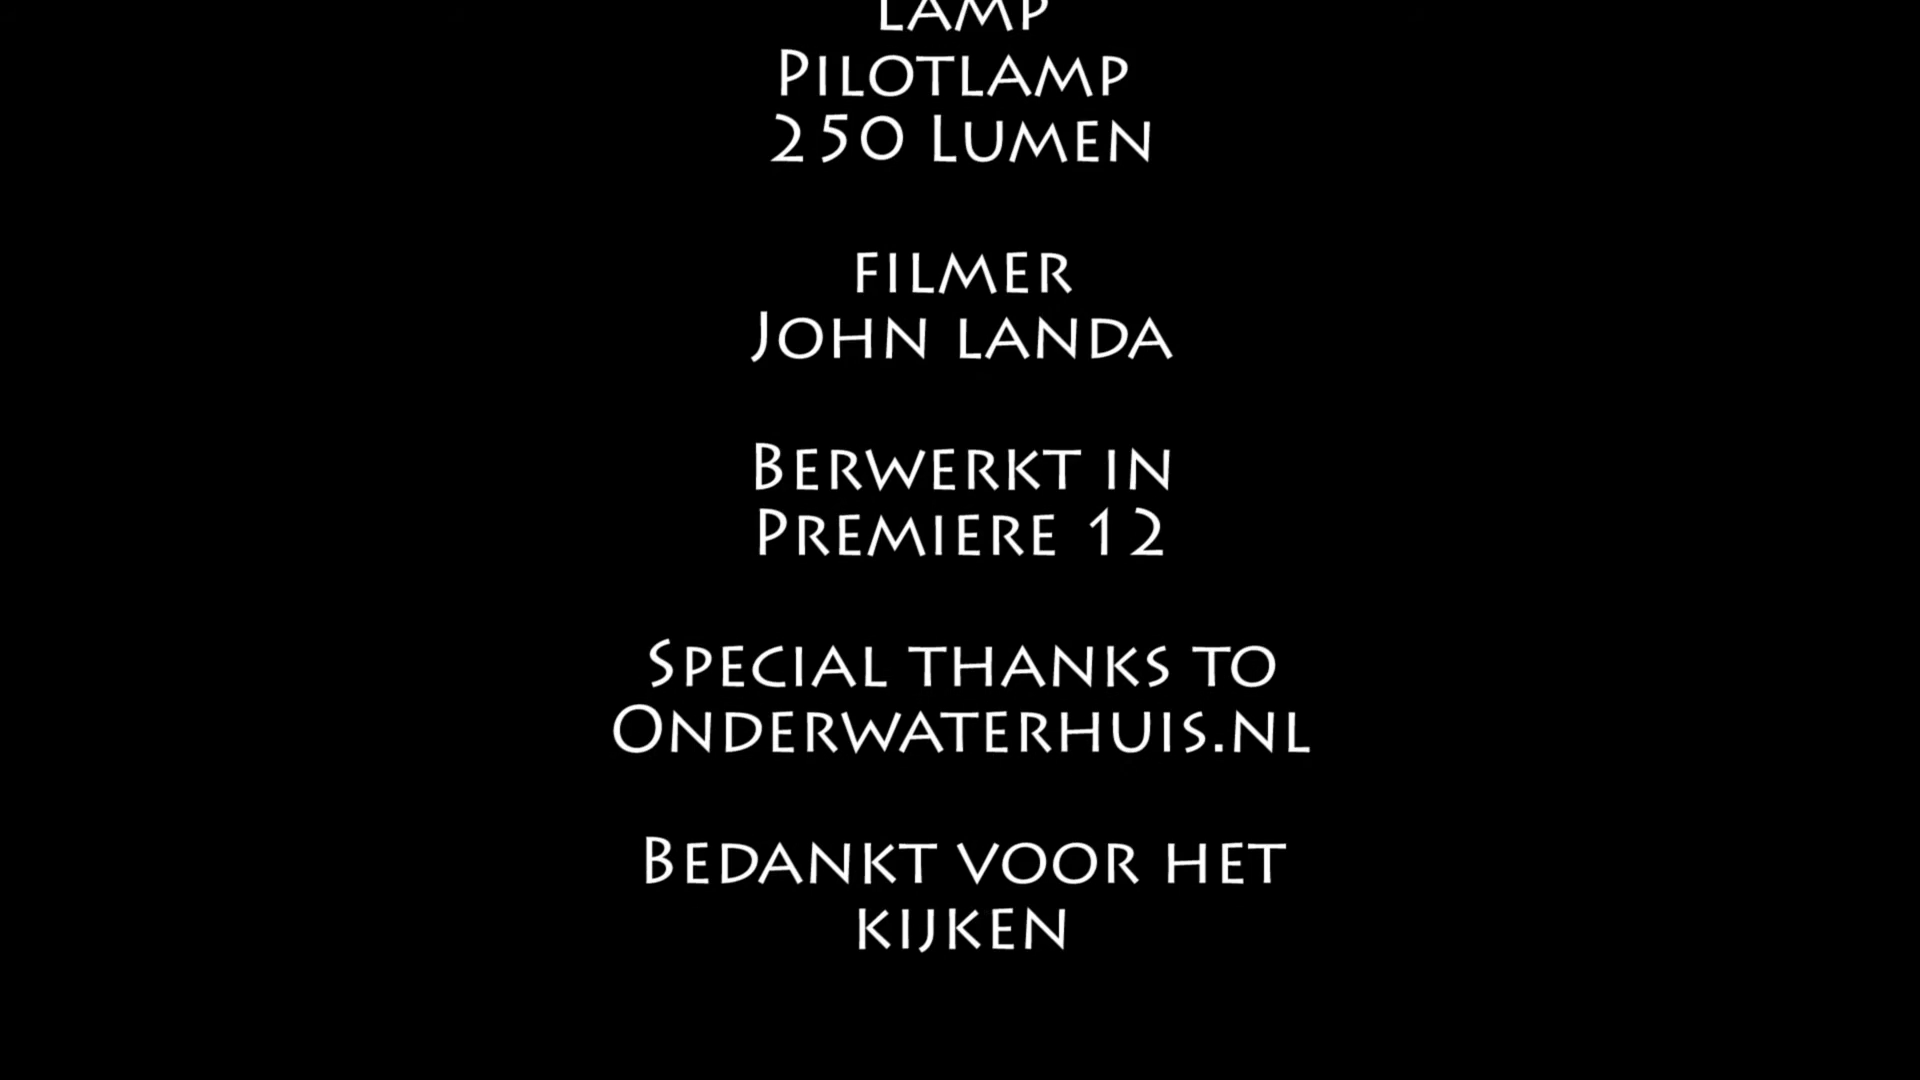 LAMP
PILOTLAMP
250 LUMEN
FILMER
JOHN LANDA
BERWERKT IN
PREMIERE 12
SPECIAL THANKS TO
ONDERWATERHUIS.NL
BEDANKT VOOR HET
KIJKEN